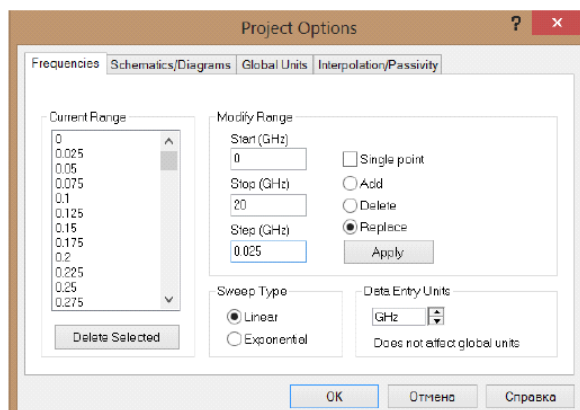 Project Options
?
x
Frequencies Schematics/Diagrams Global Units Interpolation/Passivity
Current Range
0
0.025
0.05
0.075
0.1
0.125
0.15
0.175
0.2
0.225
0.25
0.275
Delete Selected
Modify Range
Start (GHz)
0
Stop (GHz)
20
Step (GHz)
0.025
Single point
Add
Delete
Replace
Apply
Sweep Type
Linear
Exponential
Data Entry Units
GHz
Does not affect global units
OK Отмена Справка